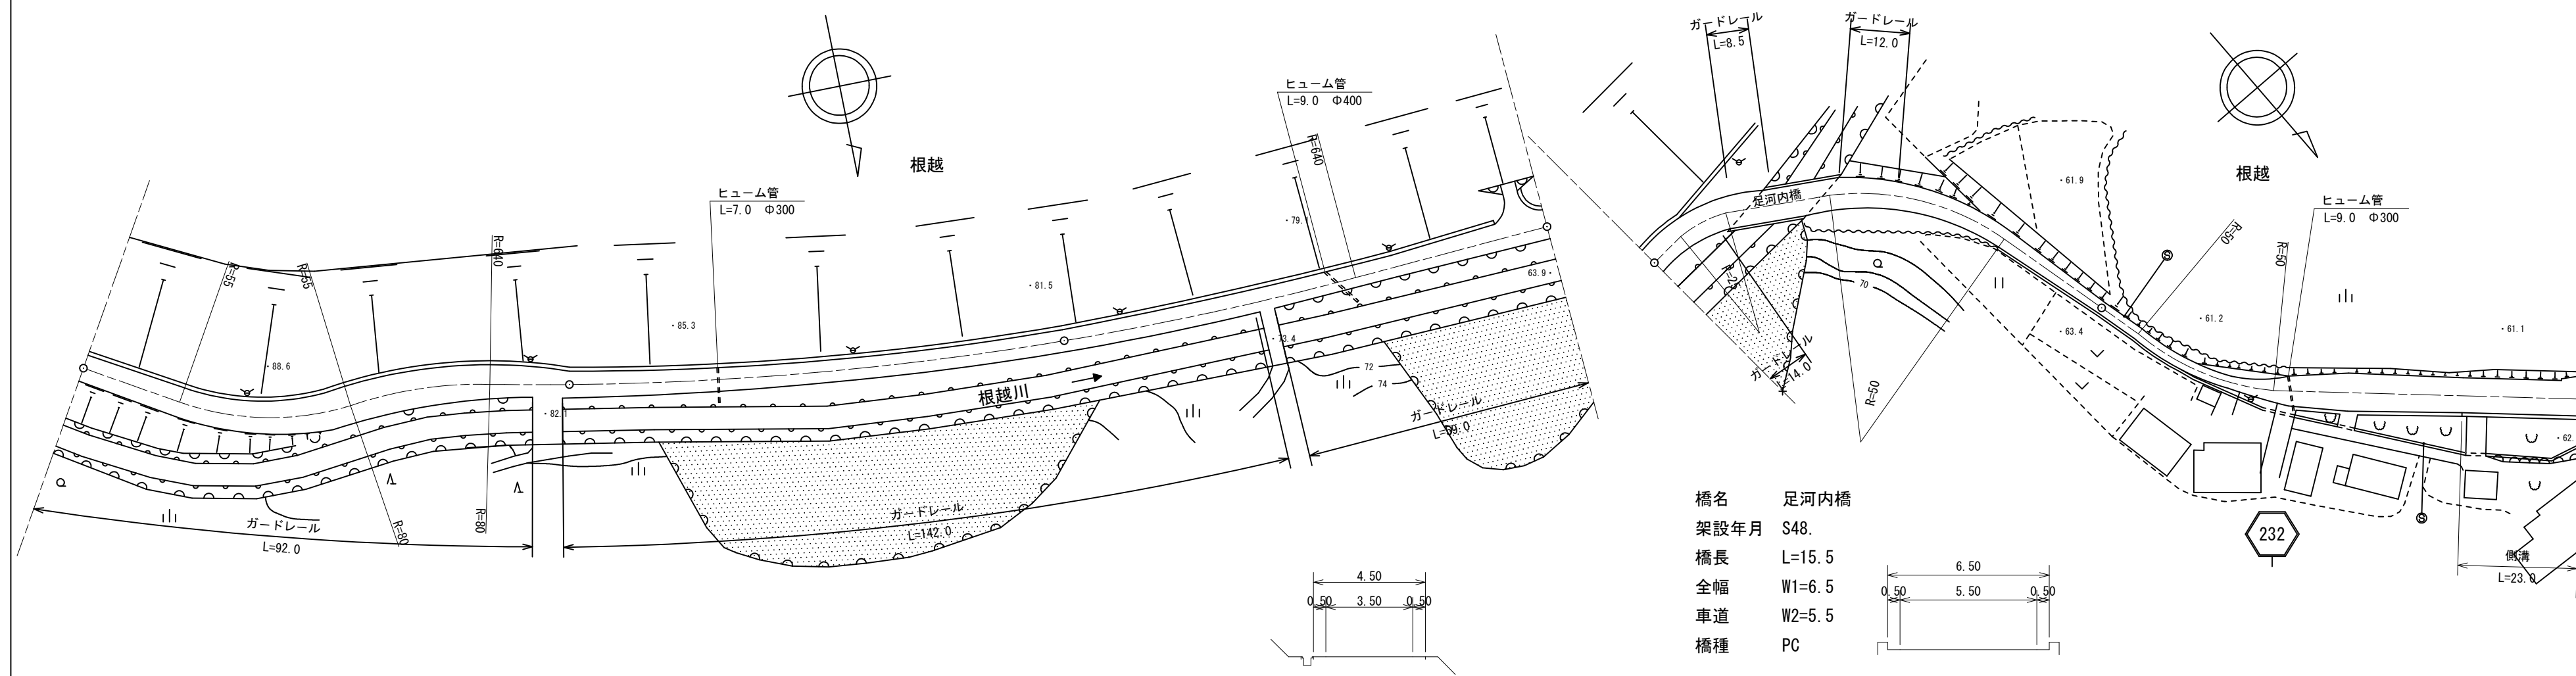 ガードレール
L=8.5
ガードレール
L=12.0
ヒューム管
L=9.0 Φ400
根越
R=640
足河内橋
・61.9
根越
ヒューム管
L=7.0 Φ300
ヒューム管
L=9.0 Φ300
R=50
R=50
R=640
R=55
R=55
・81.5
63.9・
70
・85.3
・88.6
・61.2
・61.1
・63.4
・73.4
72
74
根越川
ガードレール
L=14.0
R=50
ガードレール
R=80
R=80
ガードレール
L=92.0
ガードレール
L=142.0
橋名 足河内橋
架設年月 S48.
橋長 L=15.5
全幅 W1=6.5
車道 W2=5.5
橋種 PC
232
側溝
L=23.0
4.50
0.50 3.50 0.50
6.50
0.50 5.50 0.50